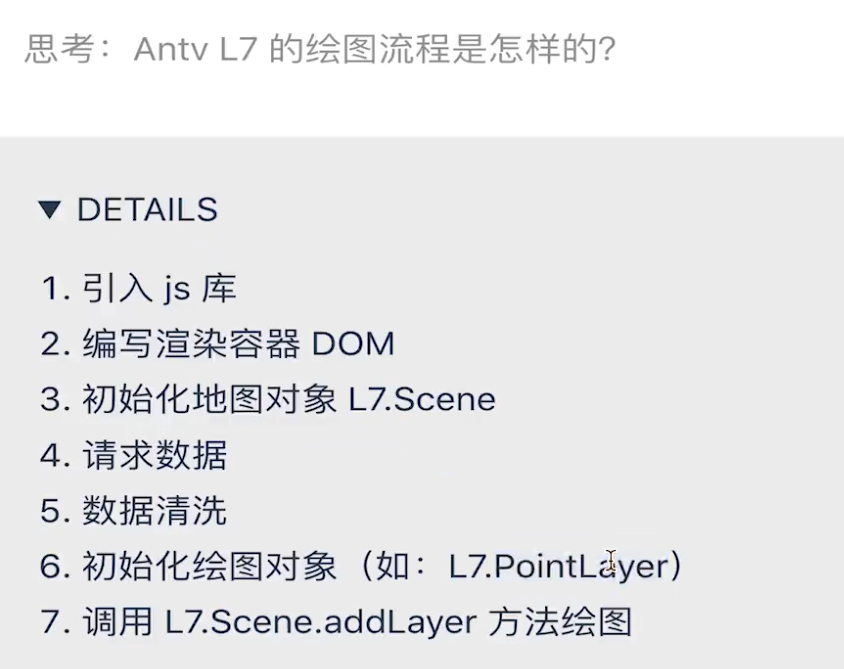 思考：Antv L7 的绘图流程是怎样的?
▼ DETAILS
1. 引入 js 库
2. 编写渲染容器 DOM
3. 初始化地图对象 L7.Scene
4. 请求数据
5. 数据清洗
6. 初始化绘图对象（如：L7.PointLayer）
7. 调用 L7.Scene.addLayer 方法绘图